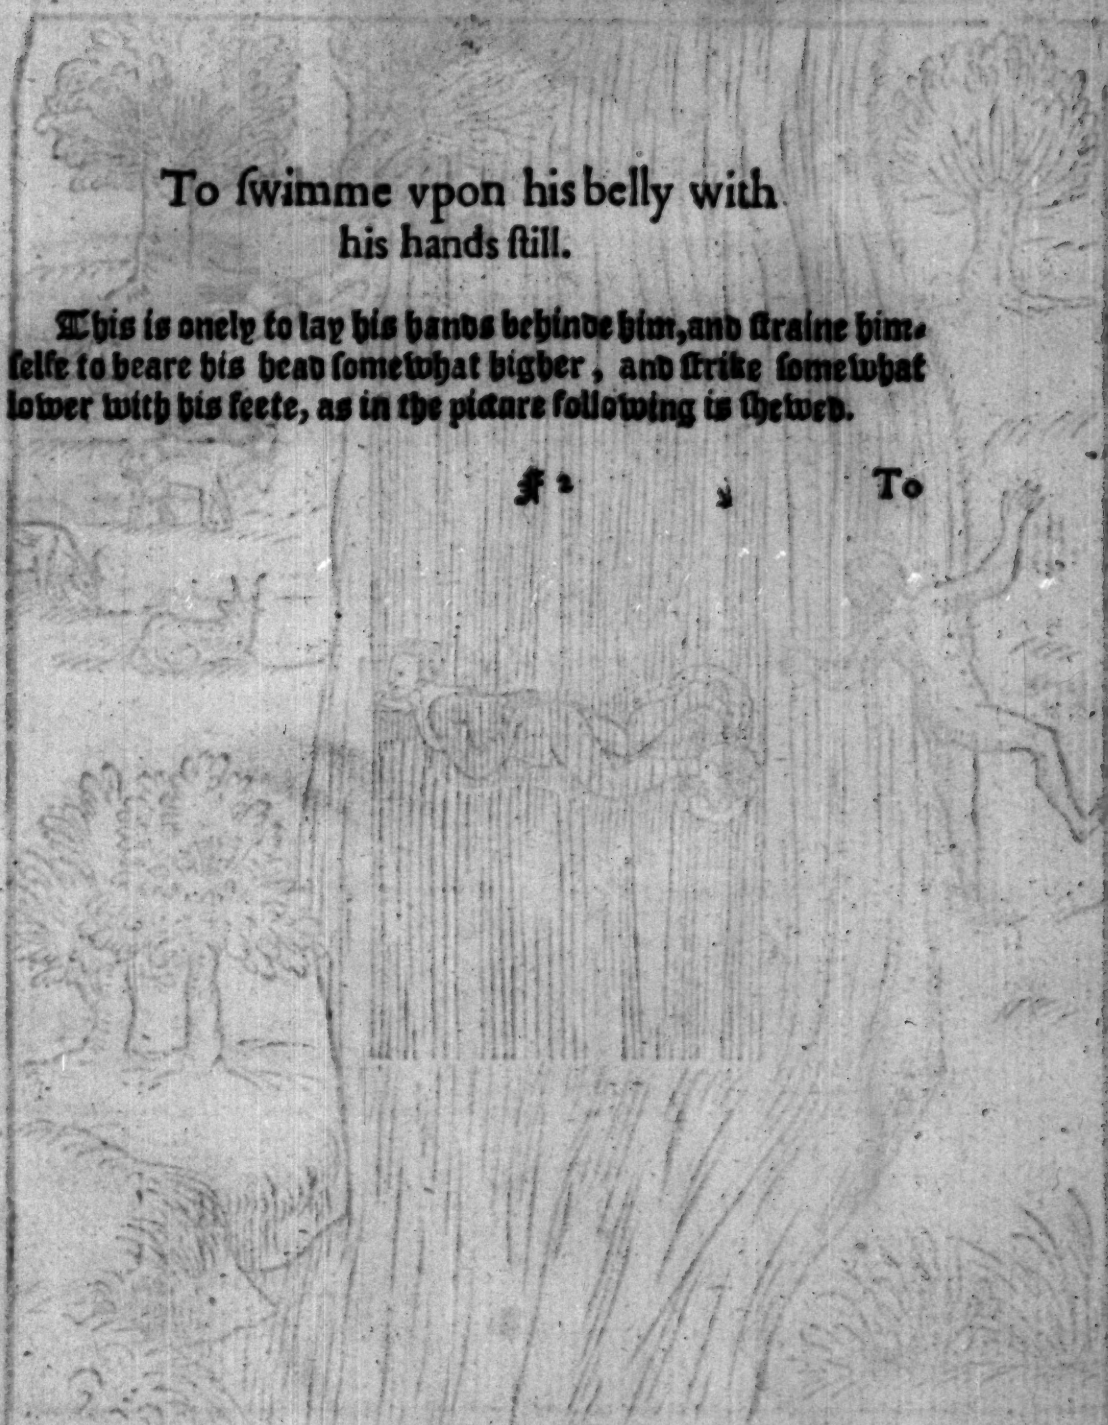 To ſwimme vpon his belly with
his hands ſtill.
This is onely to lay his hands behinde him, and ſtraine him-
ſelfe to beare his head ſomewhat higher, and ſtrike ſomewhat
lower with his feete, as in the picture following is ſhewed.
F 2 To